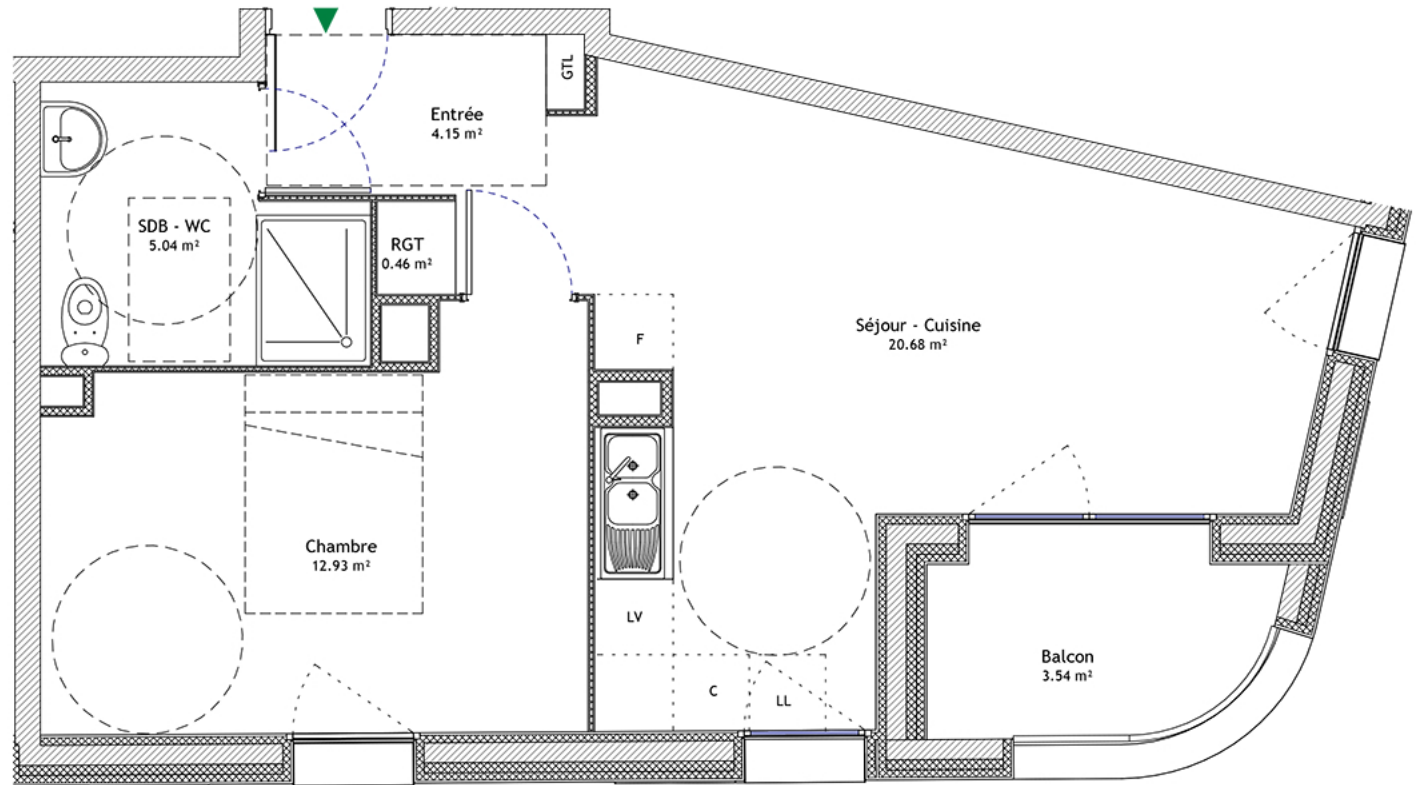 GTL
Entrée
4.15 m²
SDB - WC
5.04 m²
RGT
0.46 m²
Séjour - Cuisine
20.68 m²
F
Chambre
12.93 m²
LV
Balcon
3.54 m²
C
LL